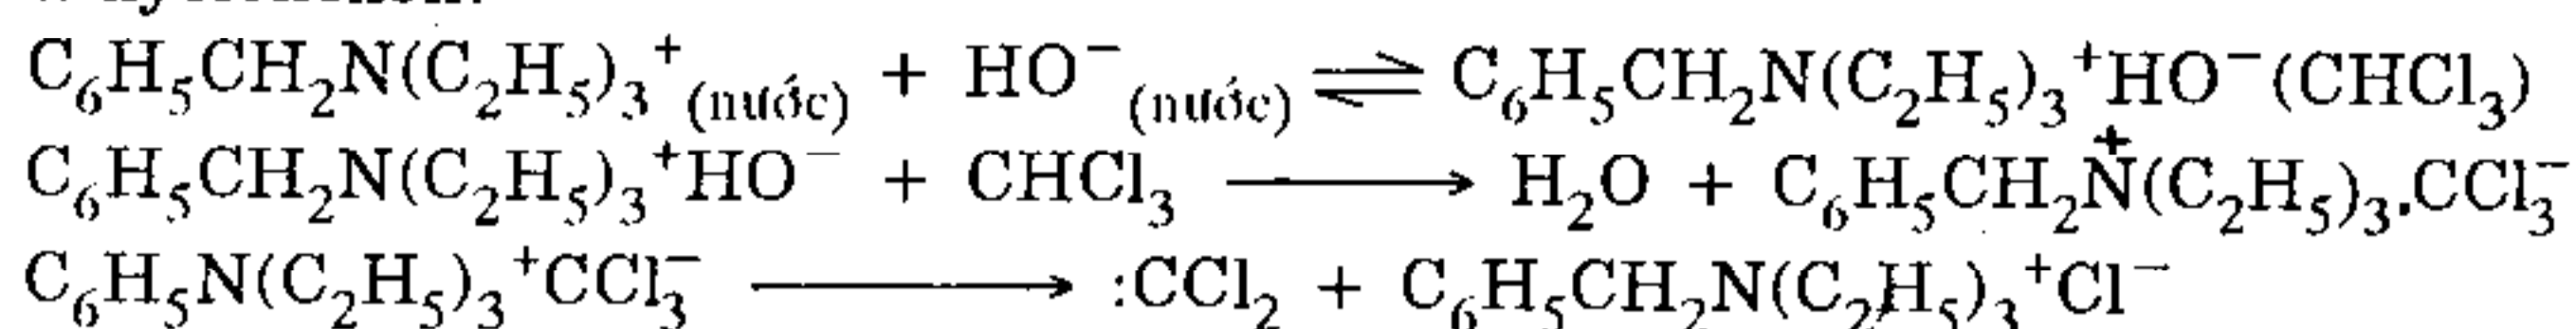 C₆H₅CH₂N(C₂H₅)₃⁺(nước) + HO⁻(nước) ⇌ C₆H₅CH₂N(C₂H₅)₃⁺HO⁻(CHCl₃)
C₆H₅CH₂N(C₂H₅)₃⁺HO⁻ + CHCl₃ ⟶ H₂O + C₆H₅CH₂N⁺(C₂H₅)₃.CCl₃⁻
C₆H₅N(C₂H₅)₃⁺CCl₃⁻ ⟶ :CCl₂ + C₆H₅CH₂N(C₂H₅)₃⁺Cl⁻